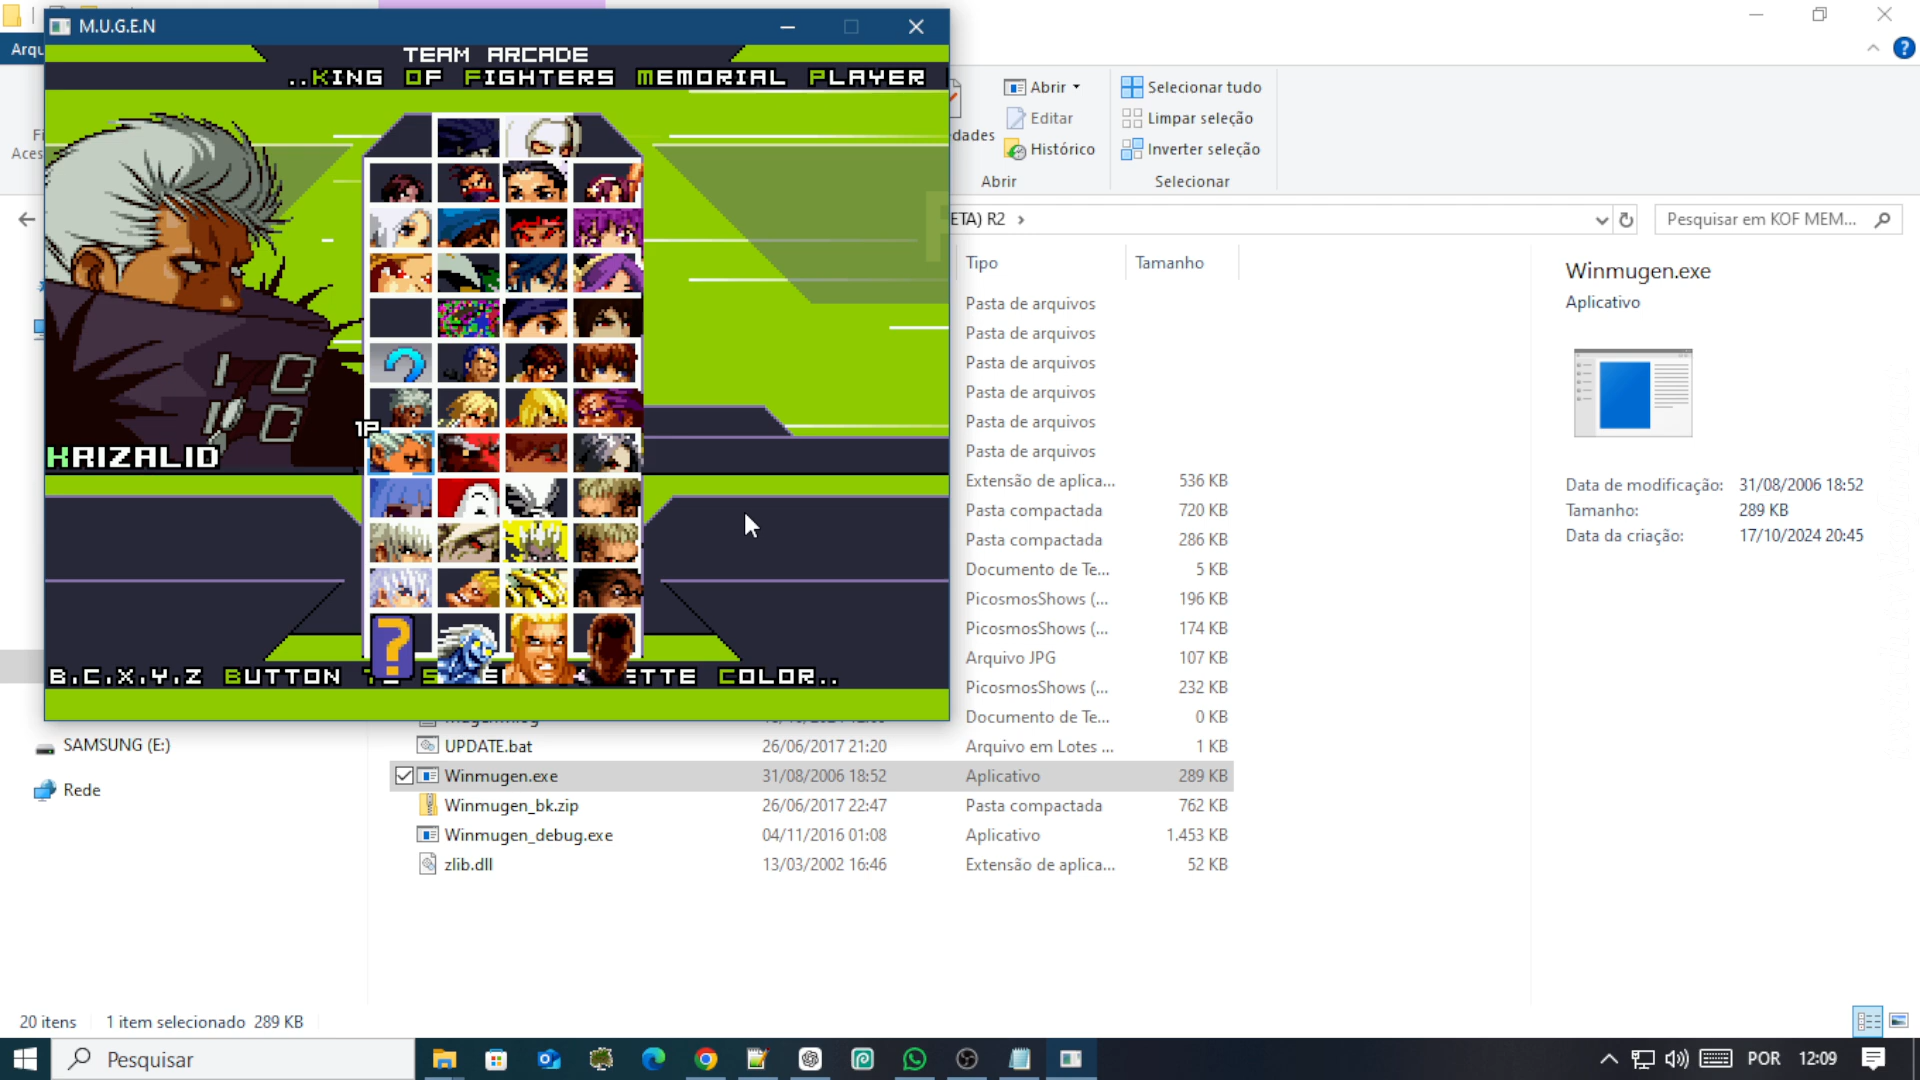 M.U.G.E.N
TEAM ARCADE
..KING OF FIGHTERS MEMORIAL PLAYER
KRIZALID
1P
B.C.X.Y.Z BUTTON
COLOR..
Arqu
Abrir
Editar
Histórico
dades
Abrir
Selecionar tudo
Limpar seleção
Inverter seleção
Selecionar
ETA) R2
Pesquisar em KOF MEM...
Tipo
Tamanho
Pasta de arquivos
Pasta de arquivos
Pasta de arquivos
Pasta de arquivos
Pasta de arquivos
Pasta de arquivos
Extensão de aplica... 536 KB
Pasta compactada 720 KB
Pasta compactada 286 KB
Documento de Te... 5 KB
PicosmosShows (... 196 KB
PicosmosShows (... 174 KB
Arquivo JPG 107 KB
PicosmosShows (... 232 KB
Documento de Te... 0 KB
UPDATE.bat 26/06/2017 21:20 Arquivo em Lotes ... 1 KB
Winmugen.exe 31/08/2006 18:52 Aplicativo 289 KB
Winmugen_bk.zip 26/06/2017 22:47 Pasta compactada 762 KB
Winmugen_debug.exe 04/11/2016 01:08 Aplicativo 1.453 KB
zlib.dll 13/03/2002 16:46 Extensão de aplica... 52 KB
Winmugen.exe
Aplicativo
Data de modificação: 31/08/2006 18:52
Tamanho: 289 KB
Data da criação: 17/10/2024 20:45
SAMSUNG (E:)
Rede
20 itens
1 item selecionado 289 KB
Pesquisar
POR
12:09